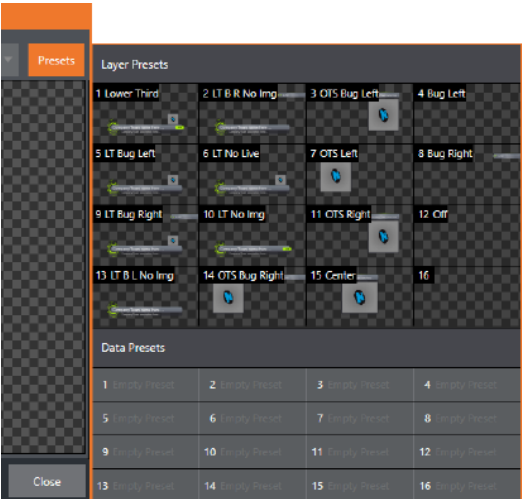 Presets
Layer Presets
1 Lower Third
2 LT B R No Img
3 OTS Bug Left
4 Bug Left
5 LT Bug Left
6 LT No Live
7 OTS Left
8 Bug Right
9 LT Bug Right
10 LT No Img
11 OTS Right
12 Off
13 LT B L No Img
14 OTS Bug Right
15 Center
16
Data Presets
1 Empty Preset
2 Empty Preset
3 Empty Preset
4 Empty Preset
5 Empty Preset
6 Empty Preset
7 Empty Preset
8 Empty Preset
9 Empty Preset
10 Empty Preset
11 Empty Preset
12 Empty Preset
13 Empty Preset
14 Empty Preset
15 Empty Preset
16 Empty Preset
Close